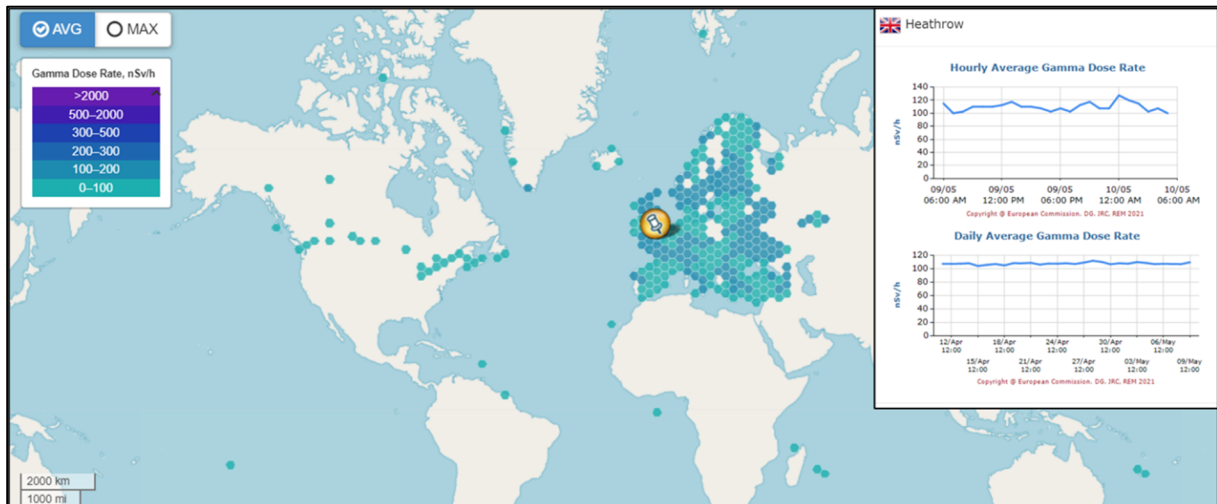 AVG MAX
Gamma Dose Rate, nSv/h
>2000
500–2000
300–500
200–300
100–200
0–100
2000 km
1000 mi
Heathrow
Hourly Average Gamma Dose Rate
140
120
100
80
60
40
20
0
nSv/h
09/05 09/05 09/05 10/05 10/05
06:00 AM 12:00 PM 06:00 PM 12:00 AM 06:00 AM
Copyright @ European Commission. DG. JRC, REM 2021
Daily Average Gamma Dose Rate
120
100
80
60
40
20
0
nSv/h
12/Apr 18/Apr 24/Apr 30/Apr 06/May
12:00 12:00 12:00 12:00 12:00
15/Apr 21/Apr 27/Apr 03/May 09/May
12:00 12:00 12:00 12:00 12:00
Copyright @ European Commission. DG. JRC, REM 2021